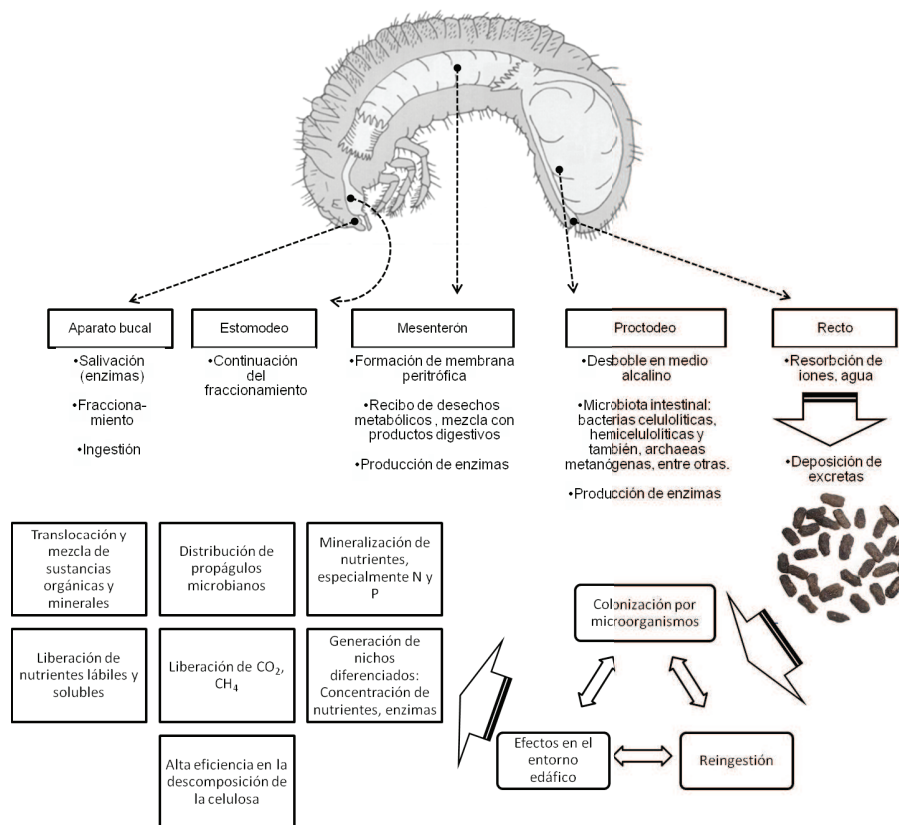 Aparato bucal
•Salivación
(enzimas)
•Fracciona-
miento
•Ingestión
Estomodeo
•Continuación
del
fraccionamiento
Mesenterón
•Formación de membrana
peritrófica
•Recibo de desechos
metabólicos , mezcla con
productos digestivos
•Producción de enzimas
Proctodeo
•Desboble en medio
alcalino
•Microbiota intestinal:
bacterias celulolíticas,
hemicelulolíticas y
también, archaeas
metanógenas, entre otras.
•Producción de enzimas
Recto
•Resorbción de
iones, agua
•Deposición de
excretas
Translocación y
mezcla de
sustancias
orgánicas y
minerales
Distribución de
propágulos
microbianos
Mineralización de
nutrientes,
especialmente N y
P
Liberación de
nutrientes lábiles y
solubles
Liberación de CO₂,
CH₄
Generación de
nichos
diferenciados:
Concentración de
nutrientes, enzimas
Alta eficiencia en la
descomposición de
la celulosa
Colonización por
microorganismos
Efectos en el
entorno
edáfico
Reingestión